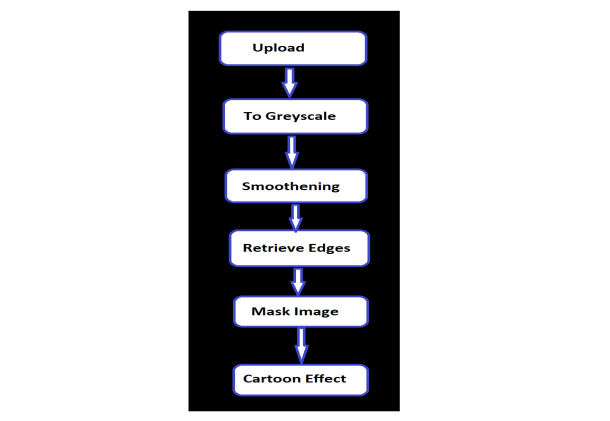 Upload
To Greyscale
Smoothening
Retrieve Edges
Mask Image
Cartoon Effect